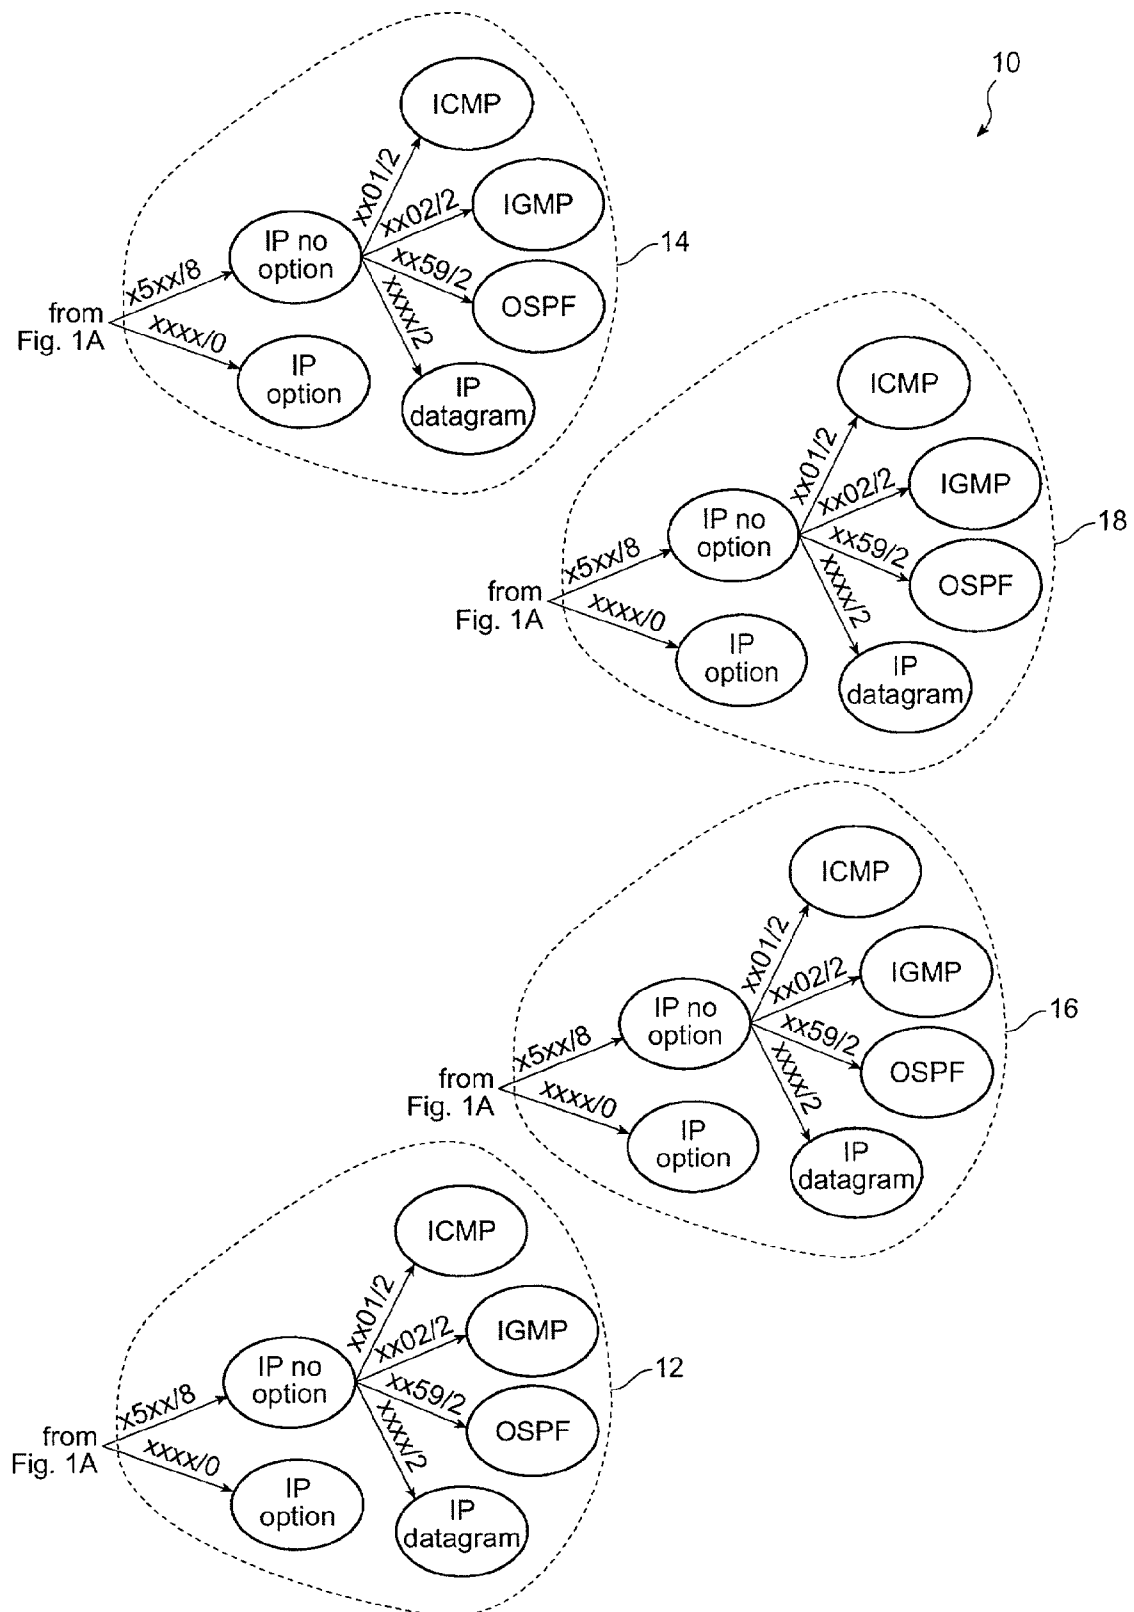 10
ICMP
xx01/2
xx02/2
IGMP
14
IP no
option
xx59/2
x5xx/8
OSPF
from
Fig. 1A
xxxx/0
xxxx/2
IP
option
IP
datagram
ICMP
xx01/2
xx02/2
IGMP
18
IP no
option
xx59/2
x5xx/8
OSPF
from
Fig. 1A
xxxx/0
xxxx/2
IP
option
IP
datagram
ICMP
xx01/2
xx02/2
IGMP
16
IP no
option
xx59/2
x5xx/8
OSPF
from
Fig. 1A
xxxx/0
xxxx/2
IP
option
IP
datagram
ICMP
xx01/2
xx02/2
IGMP
12
IP no
option
xx59/2
x5xx/8
OSPF
from
Fig. 1A
xxxx/0
xxxx/2
IP
option
IP
datagram